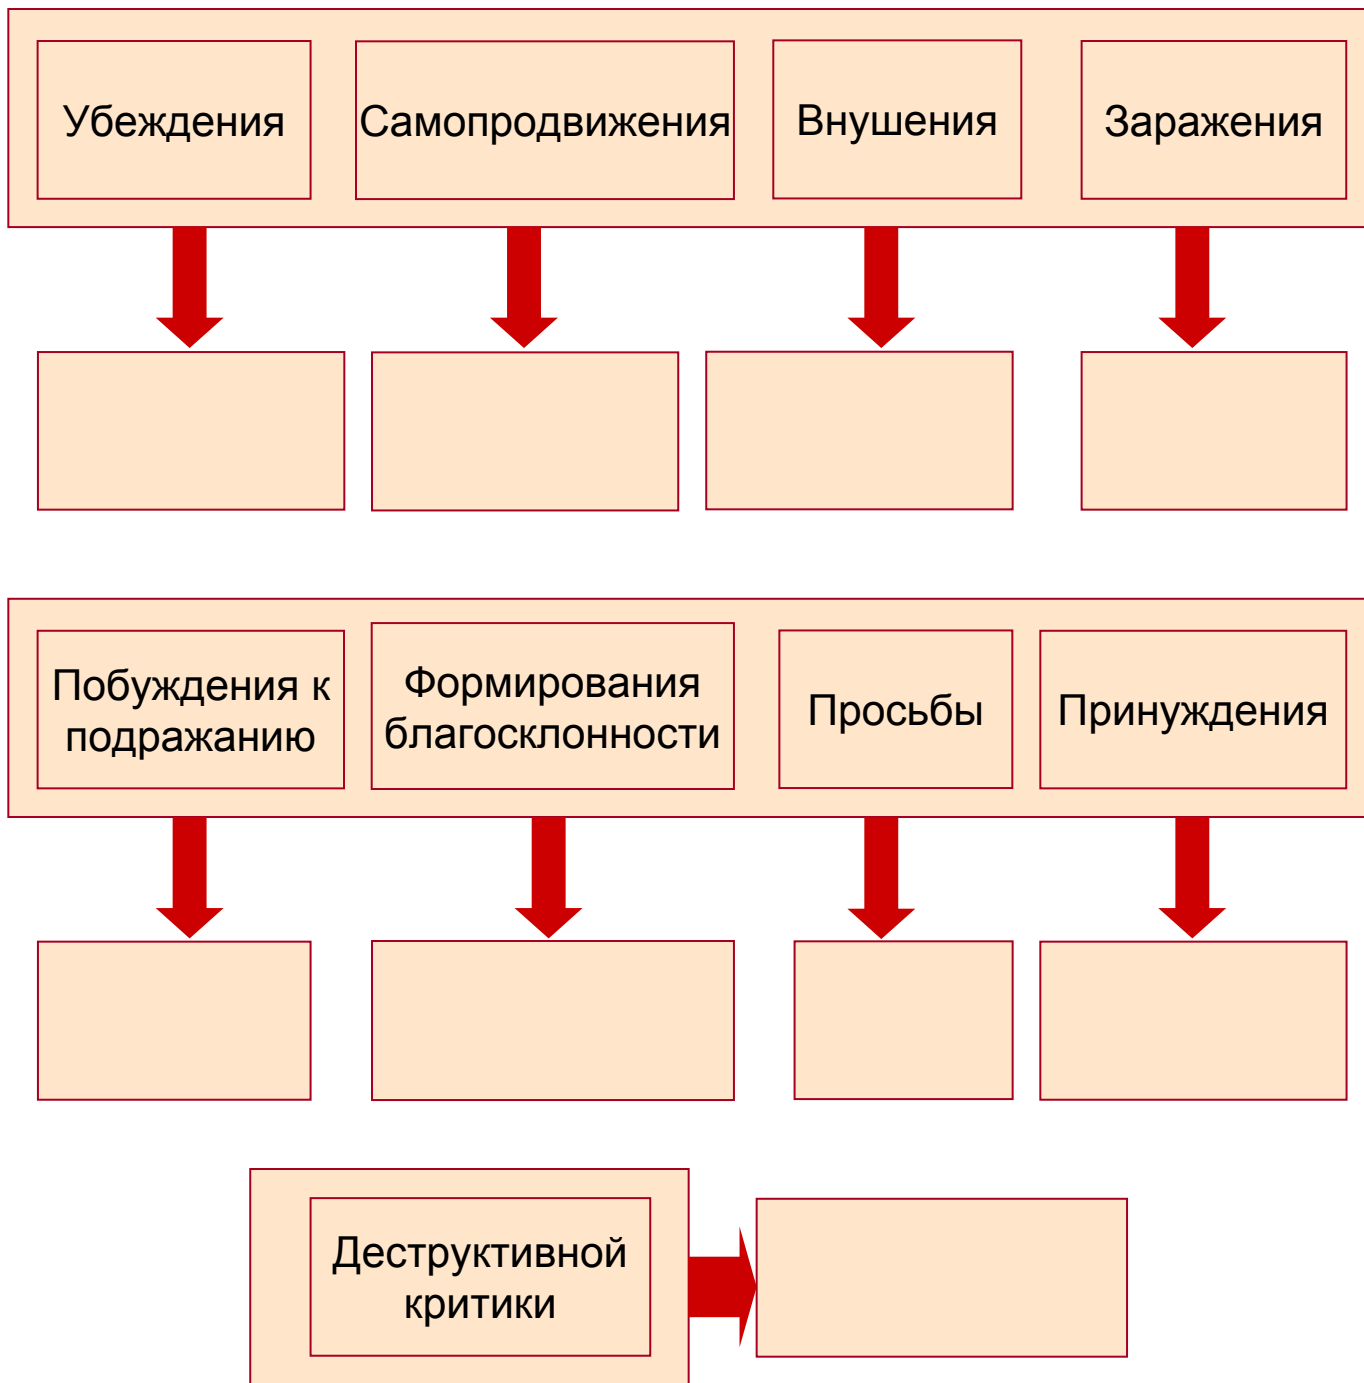 Убеждения
Самопродвижения
Внушения
Заражения
Побуждения к
подражанию
Формирования
благосклонности
Просьбы
Принуждения
Деструктивной
критики